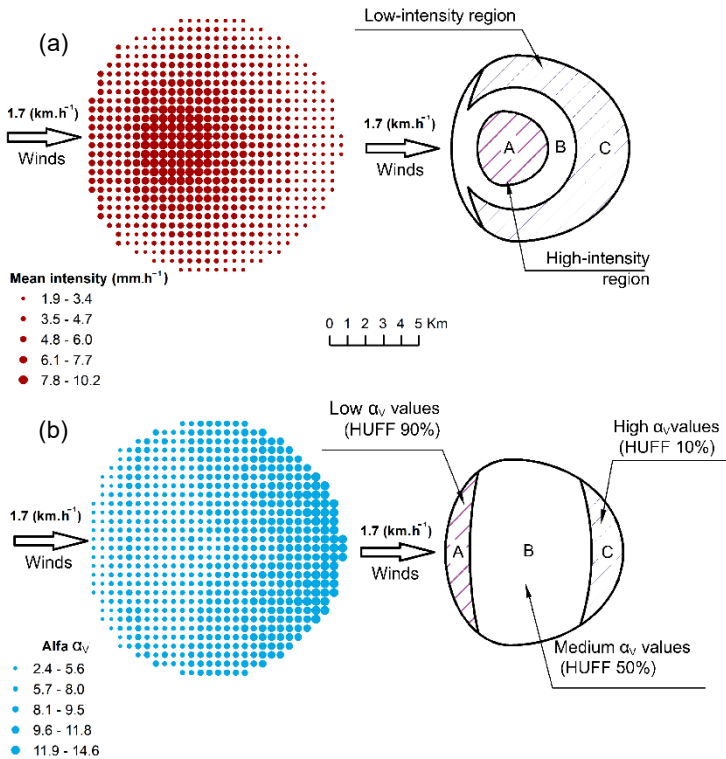 (a)
Low-intensity region
1.7 (km.h⁻¹)
Winds
1.7 (km.h⁻¹)
Winds
A
B
C
High-intensity
region
Mean intensity (mm.h⁻¹)
1.9 - 3.4
3.5 - 4.7
4.8 - 6.0
6.1 - 7.7
7.8 - 10.2
0 1 2 3 4 5 Km
(b)
Low αᵥ values
(HUFF 90%)
High αᵥvalues
(HUFF 10%)
1.7 (km.h⁻¹)
Winds
1.7 (km.h⁻¹)
Winds
A
B
C
Medium αᵥ values
(HUFF 50%)
Alfa αᵥ
2.4 - 5.6
5.7 - 8.0
8.1 - 9.5
9.6 - 11.8
11.9 - 14.6